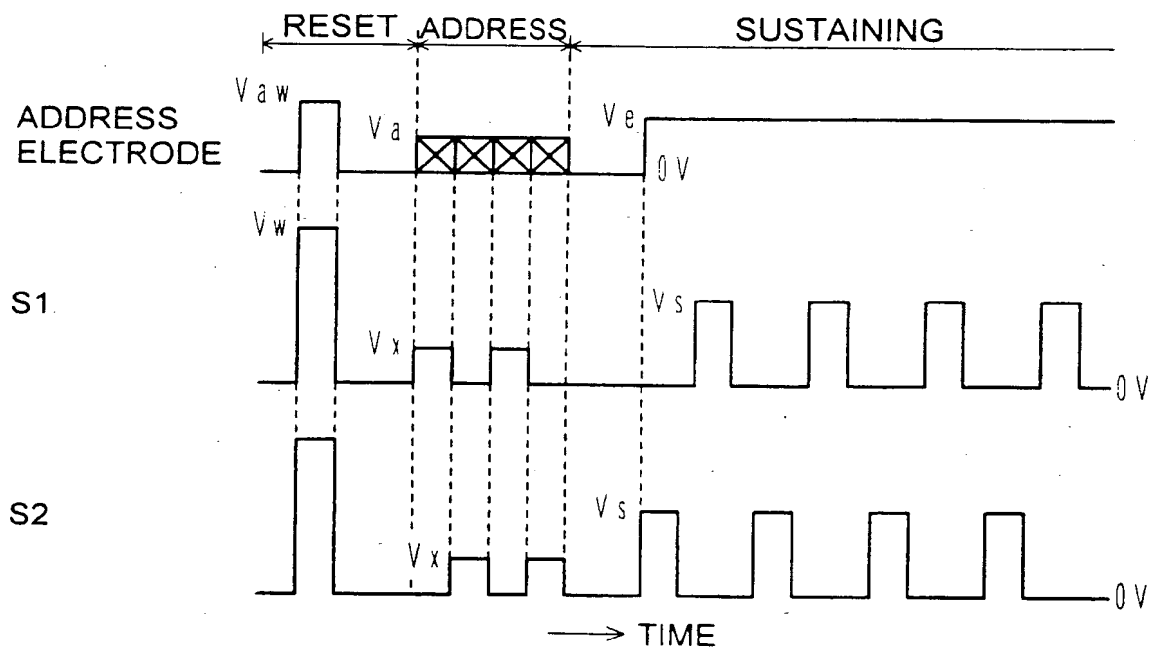 RESET ADDRESS SUSTAINING
Vaw
ADDRESS
ELECTRODE
Va
Ve
0V
Vw
S1
Vx
Vs
0V
S2
Vx
Vs
0V
TIME